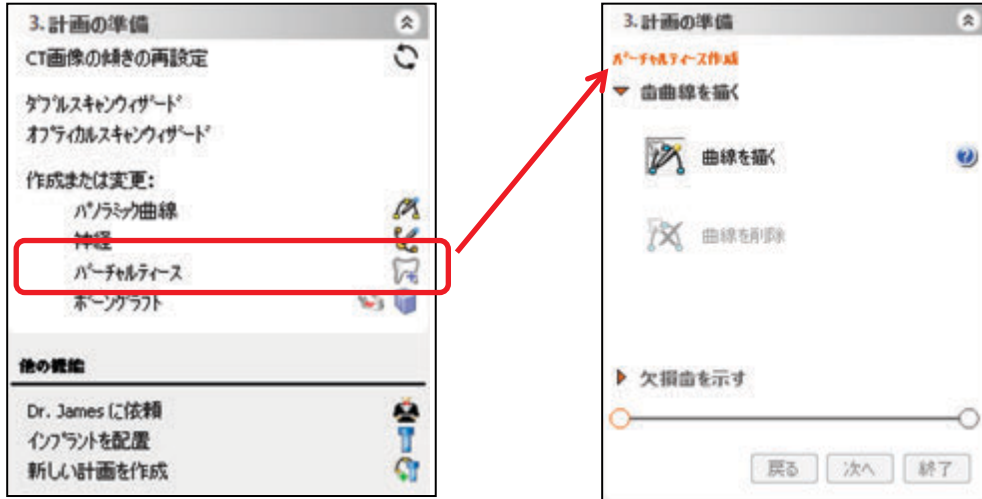 3. 計画の準備
CT画像の傾きの再設定
ダブルスキャンウィザード
オプティカルスキャンウィザード
作成または変更:
パノラミック曲線
神経
バーチャルティース
ボーングラフト
他の機能
Dr. James に依頼
インプラントを配置
新しい計画を作成
3. 計画の準備
バーチャルティース作成
歯曲線を描く
曲線を描く
曲線を削除
欠損歯を示す
戻る 次へ 終了